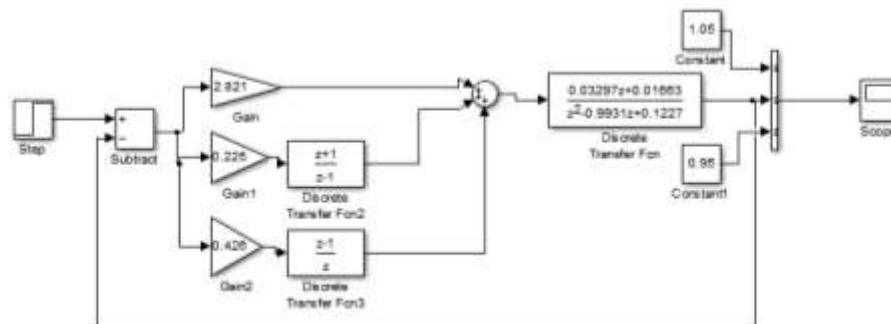 1.05
Constant
2.821
Gain
+
−
Step
Subtract
0.03297z+0.01663
z²-0.9931z+0.1227
Discrete
Transfer Fcn
Scope
0.225
Gain1
z+1
z-1
Discrete
Transfer Fcn2
0.95
Constant1
0.426
Gain2
z-1
z
Discrete
Transfer Fcn3